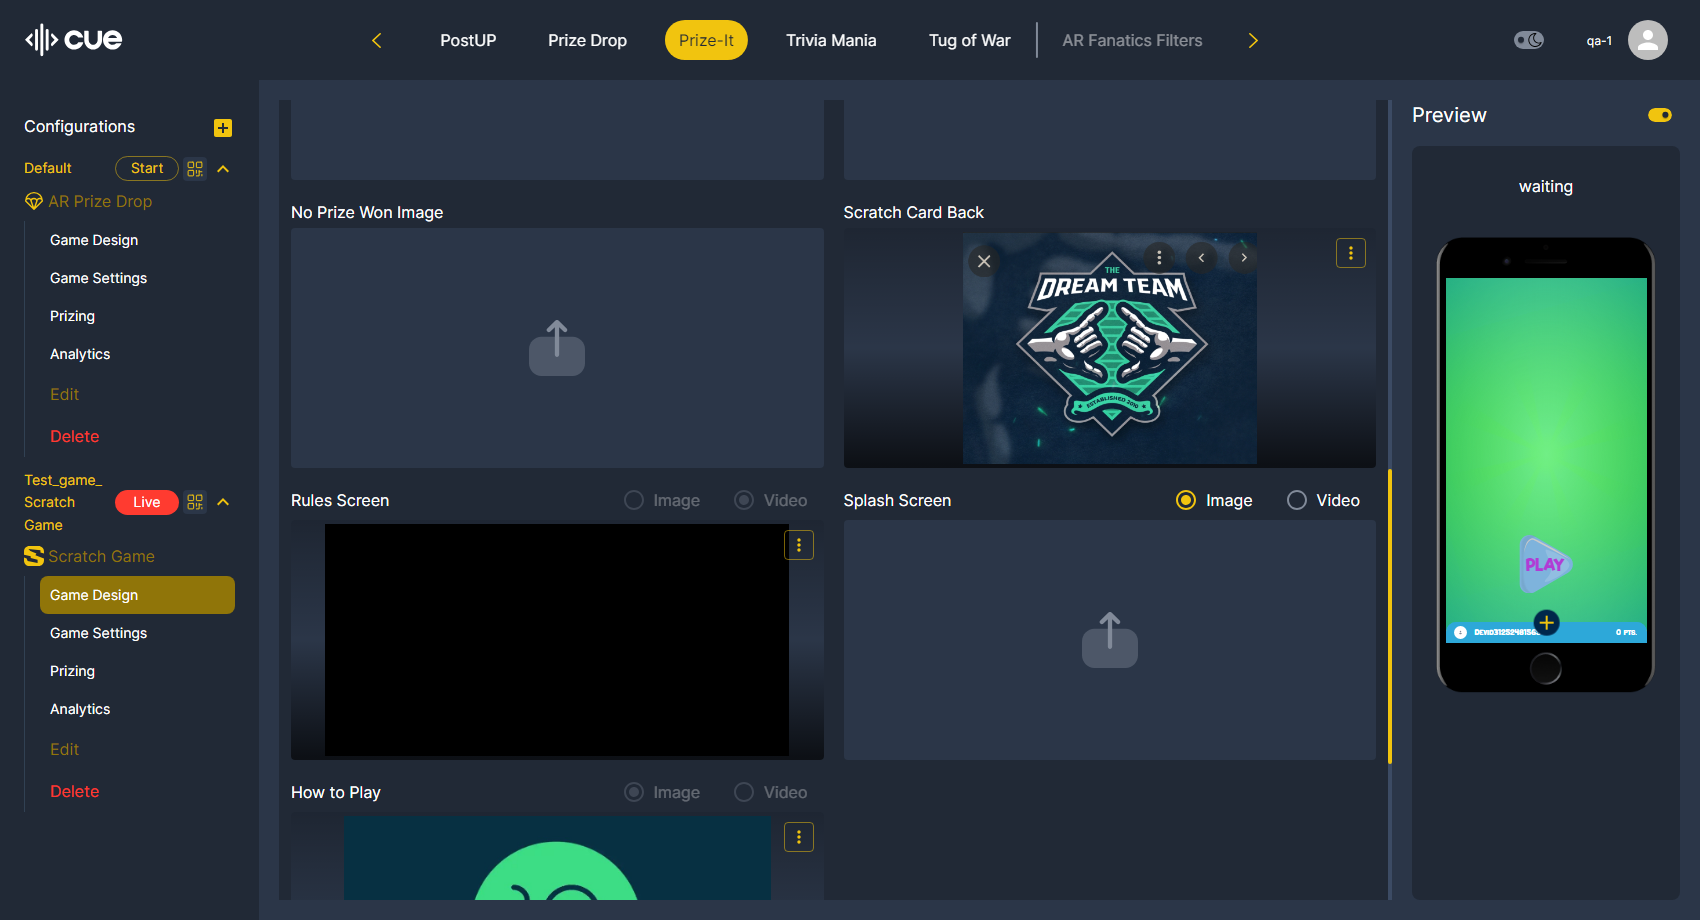 cue
PostUP
Prize Drop
Prize-It
Trivia Mania
Tug of War
AR Fanatics Filters
qa-1
Configurations
Default
Start
AR Prize Drop
Game Design
Game Settings
Prizing
Analytics
Edit
Delete
Test_game_
Scratch
Game
Live
Scratch Game
Game Design
Game Settings
Prizing
Analytics
Edit
Delete
No Prize Won Image
Scratch Card Back
THE
DREAM TEAM
Rules Screen
Image
Video
Splash Screen
Image
Video
How to Play
Image
Video
Preview
waiting
PLAY
0 PTS.